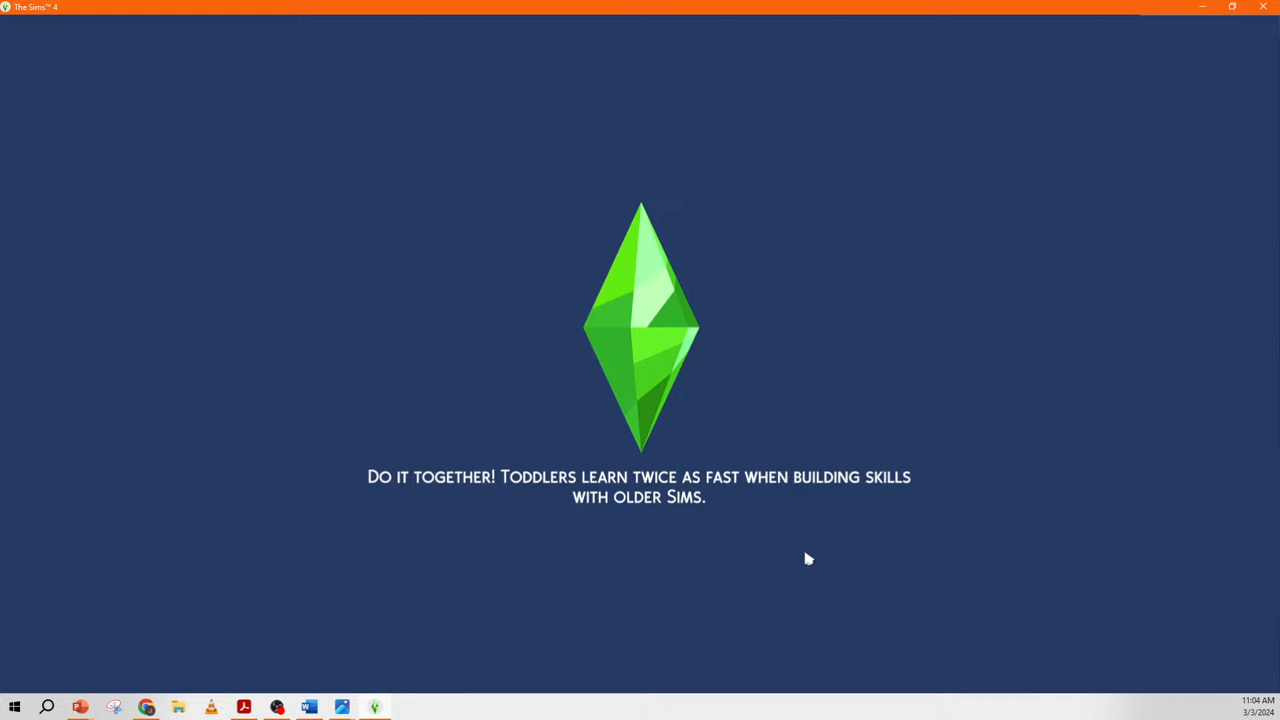 The Sims™ 4
DO IT TOGETHER! TODDLERS LEARN TWICE AS FAST WHEN BUILDING SKILLS
WITH OLDER SIMS.
11:04 AM
3/3/2024